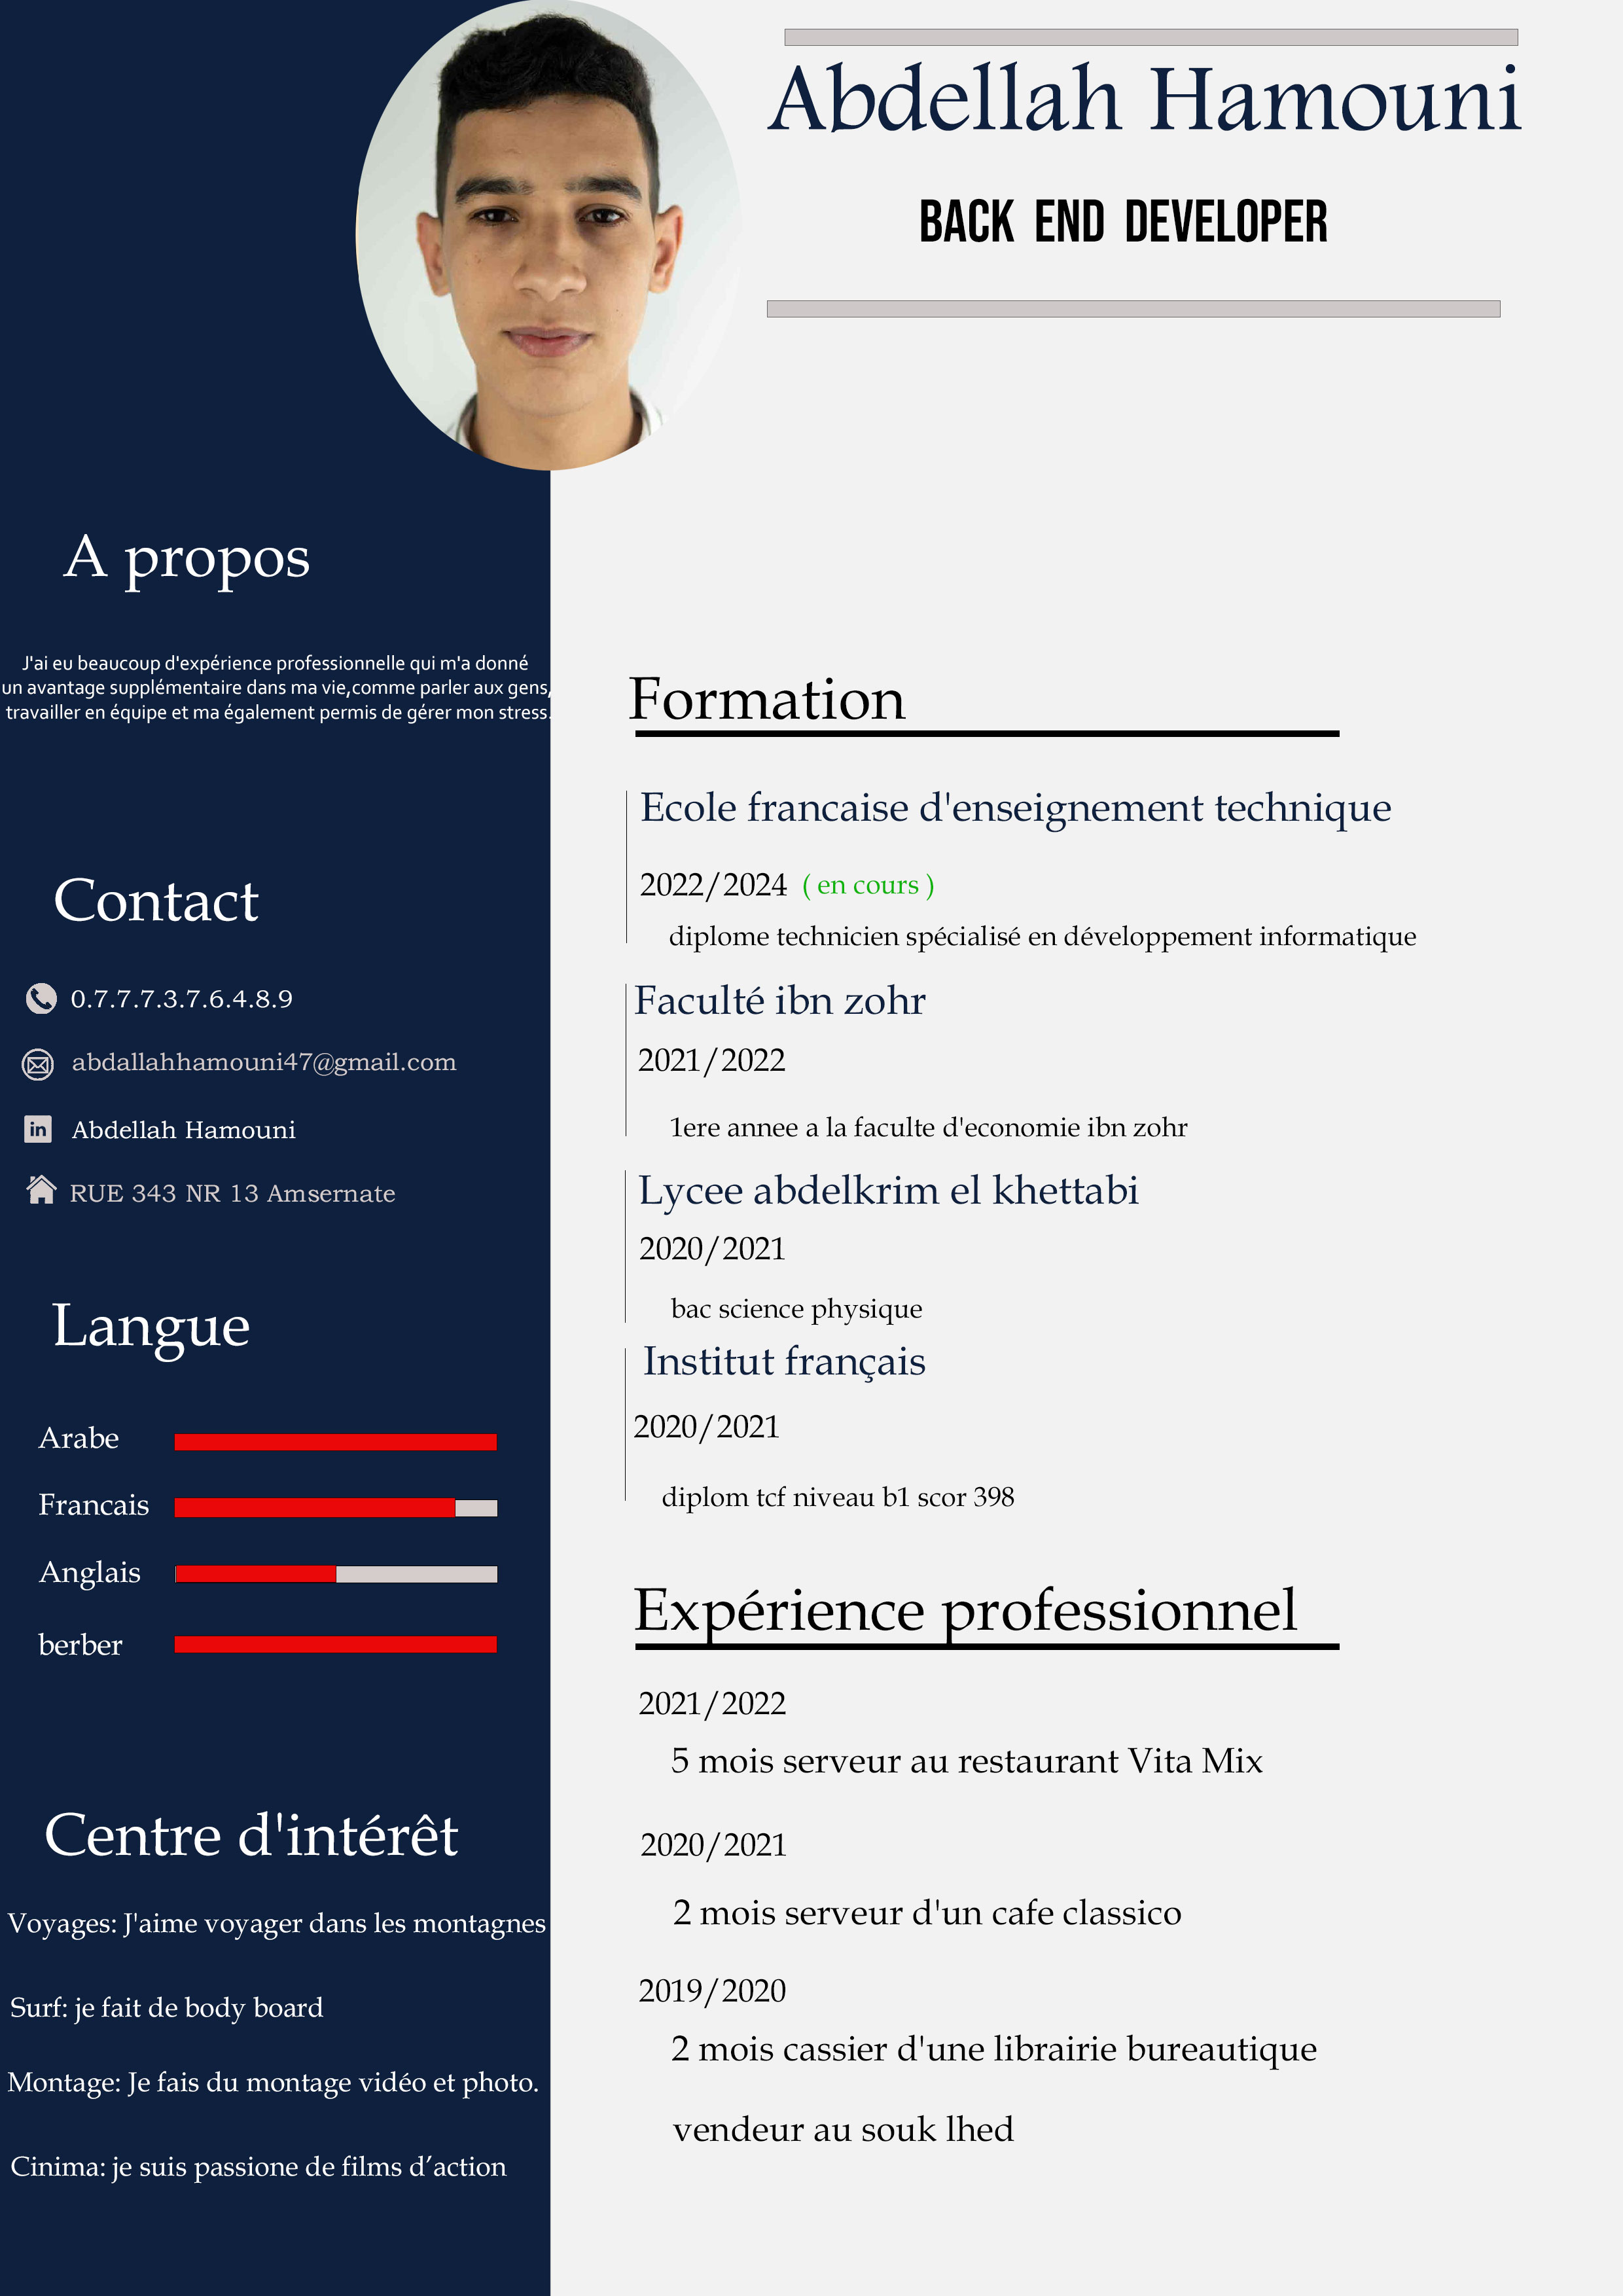 Abdellah Hamouni
BACK END DEVELOPER
A propos
J'ai eu beaucoup d'expérience professionnelle qui m'a donné
un avantage supplémentaire dans ma vie,comme parler aux gens,
travailler en équipe et ma également permis de gérer mon stress.
Contact
0.7.7.7.3.7.6.4.8.9
abdallahhamouni47@gmail.com
in Abdellah Hamouni
RUE 343 NR 13 Amsernate
Langue
Arabe
Francais
Anglais
berber
Centre d'intérêt
Voyages: J'aime voyager dans les montagnes
Surf: je fait de body board
Montage: Je fais du montage vidéo et photo.
Cinima: je suis passione de films d’action
Formation
Ecole francaise d'enseignement technique
2022/2024 ( en cours )
diplome technicien spécialisé en développement informatique
Faculté ibn zohr
2021/2022
1ere annee a la faculte d'economie ibn zohr
Lycee abdelkrim el khettabi
2020/2021
bac science physique
Institut français
2020/2021
diplom tcf niveau b1 scor 398
Expérience professionnel
2021/2022
5 mois serveur au restaurant Vita Mix
2020/2021
2 mois serveur d'un cafe classico
2019/2020
2 mois cassier d'une librairie bureautique
vendeur au souk lhed